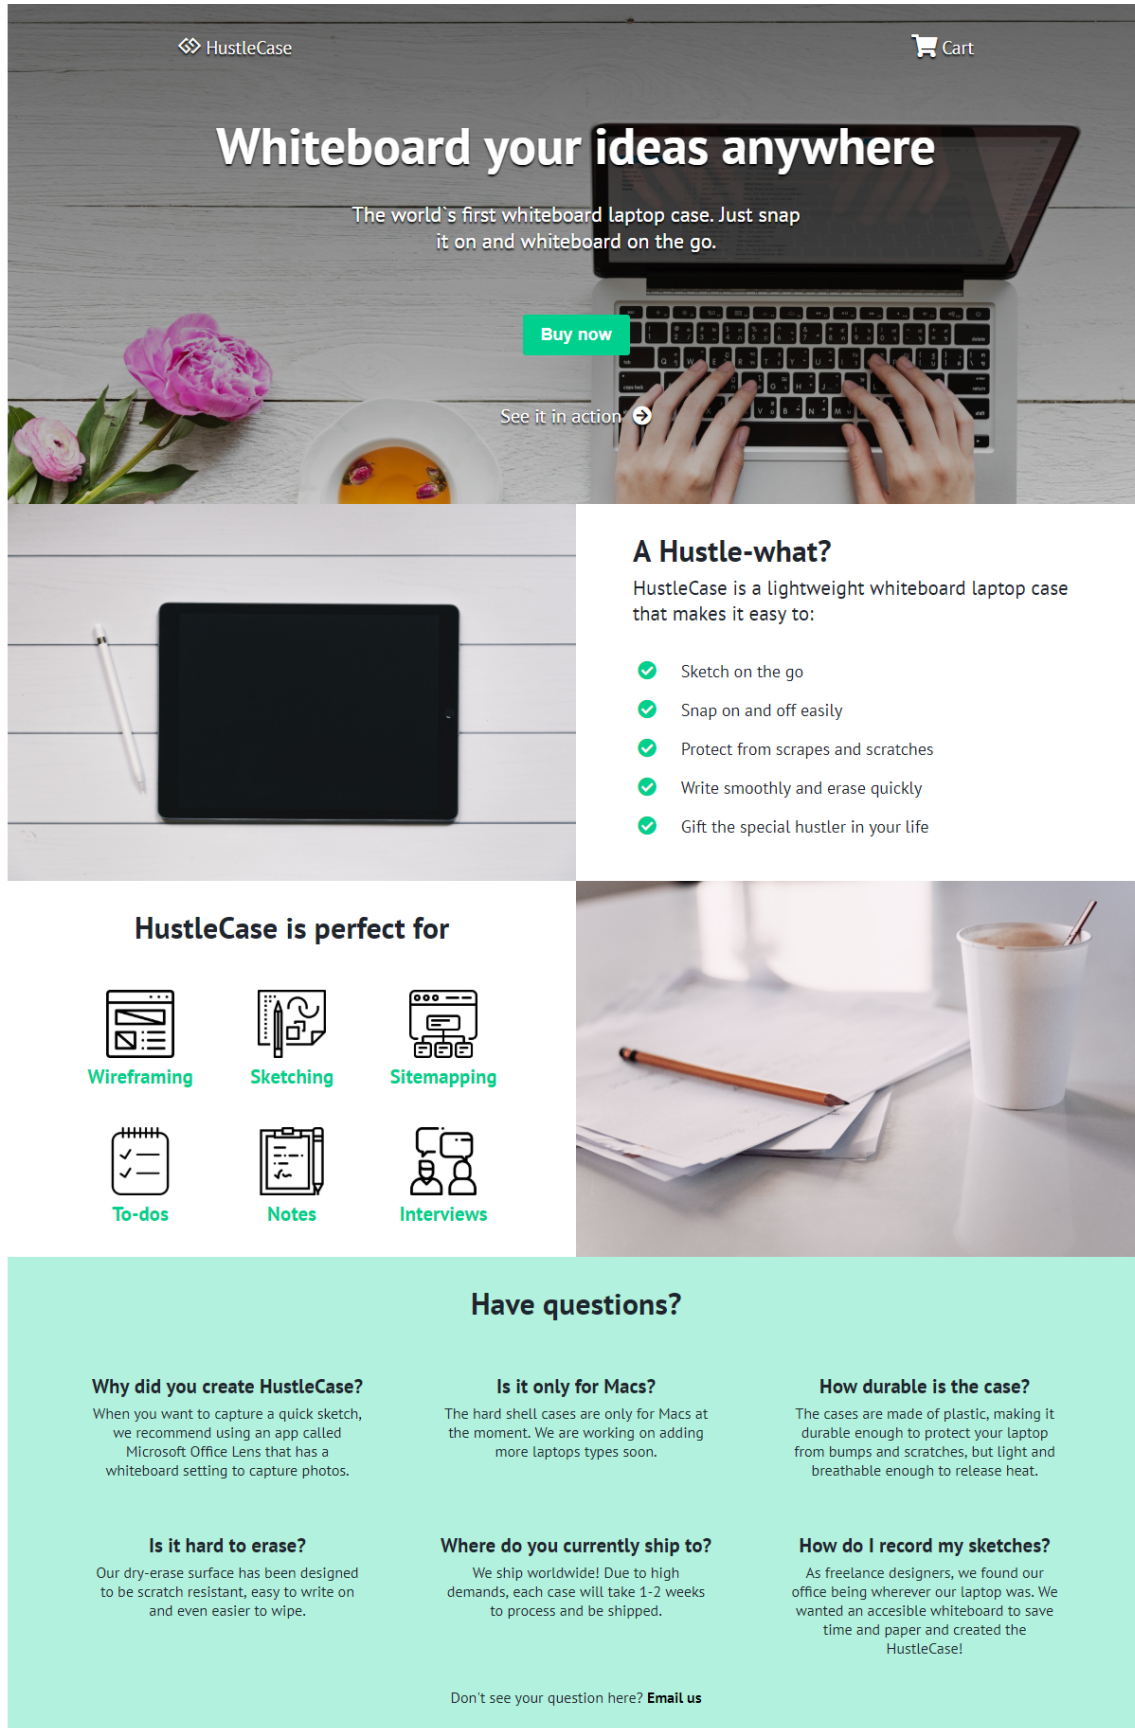 HustleCase
Cart
Whiteboard your ideas anywhere
The world`s first whiteboard laptop case. Just snap
it on and whiteboard on the go.
Buy now
See it in action
A Hustle-what?
HustleCase is a lightweight whiteboard laptop case
that makes it easy to:
Sketch on the go
Snap on and off easily
Protect from scrapes and scratches
Write smoothly and erase quickly
Gift the special hustler in your life
HustleCase is perfect for
Wireframing
Sketching
Sitemapping
To-dos
Notes
Interviews
Have questions?
Why did you create HustleCase?
When you want to capture a quick sketch,
we recommend using an app called
Microsoft Office Lens that has a
whiteboard setting to capture photos.
Is it only for Macs?
The hard shell cases are only for Macs at
the moment. We are working on adding
more laptops types soon.
How durable is the case?
The cases are made of plastic, making it
durable enough to protect your laptop
from bumps and scratches, but light and
breathable enough to release heat.
Is it hard to erase?
Our dry-erase surface has been designed
to be scratch resistant, easy to write on
and even easier to wipe.
Where do you currently ship to?
We ship worldwide! Due to high
demands, each case will take 1-2 weeks
to process and be shipped.
How do I record my sketches?
As freelance designers, we found our
office being wherever our laptop was. We
wanted an accesible whiteboard to save
time and paper and created the
HustleCase!
Don't see your question here? Email us